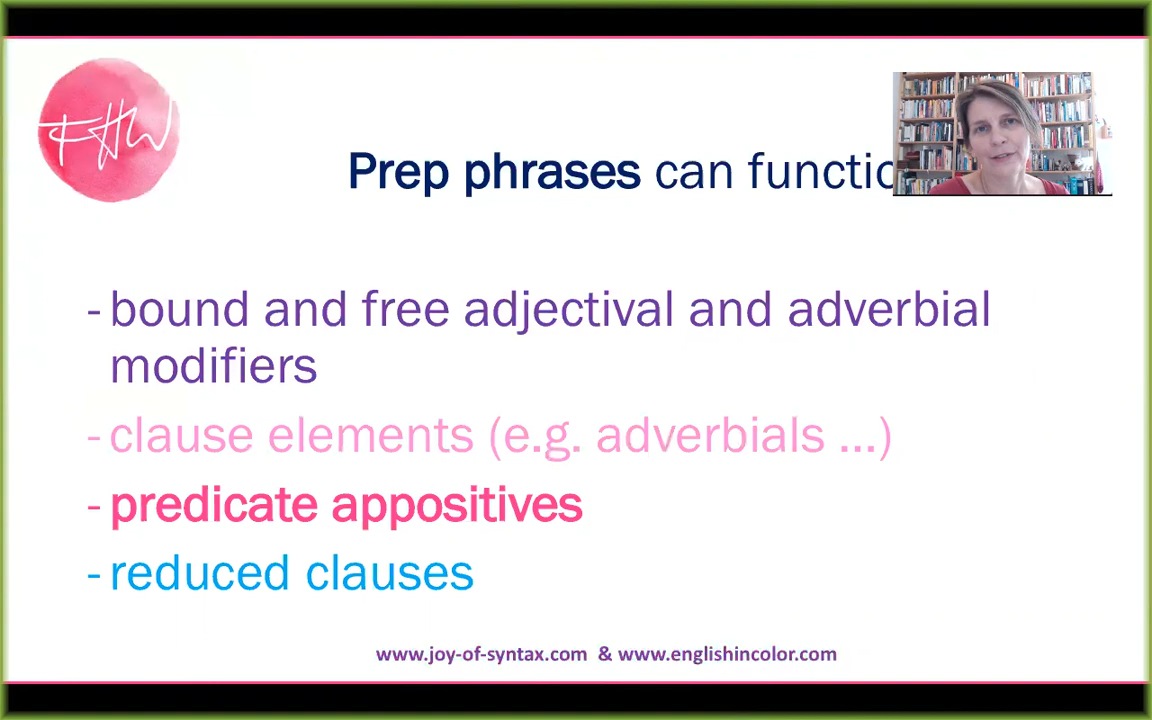 FHW
Prep phrases can functio
- bound and free adjectival and adverbial
modifiers
- clause elements (e.g. adverbials ...)
- predicate appositives
- reduced clauses
www.joy-of-syntax.com & www.englishincolor.com